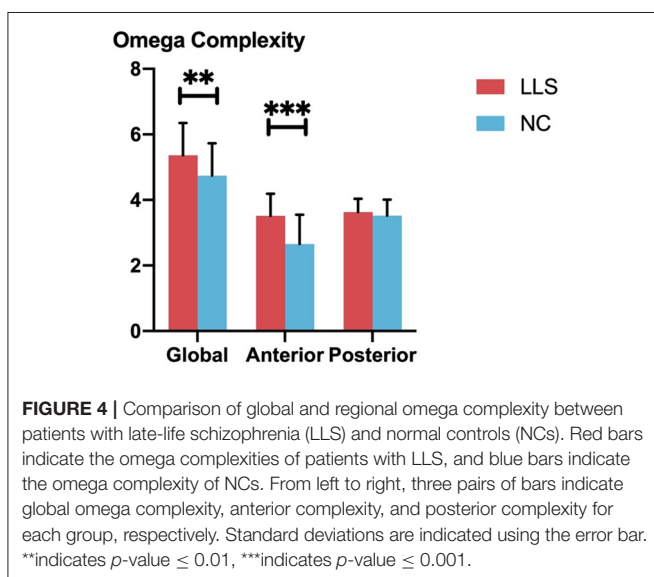 Omega Complexity
8
6
4
2
0
**
***
LLS
NC
Global Anterior Posterior
FIGURE 4 | Comparison of global and regional omega complexity between
patients with late-life schizophrenia (LLS) and normal controls (NCs). Red bars
indicate the omega complexities of patients with LLS, and blue bars indicate
the omega complexity of NCs. From left to right, three pairs of bars indicate
global omega complexity, anterior complexity, and posterior complexity for
each group, respectively. Standard deviations are indicated using the error bar.
**indicates p-value ≤ 0.01, ***indicates p-value ≤ 0.001.